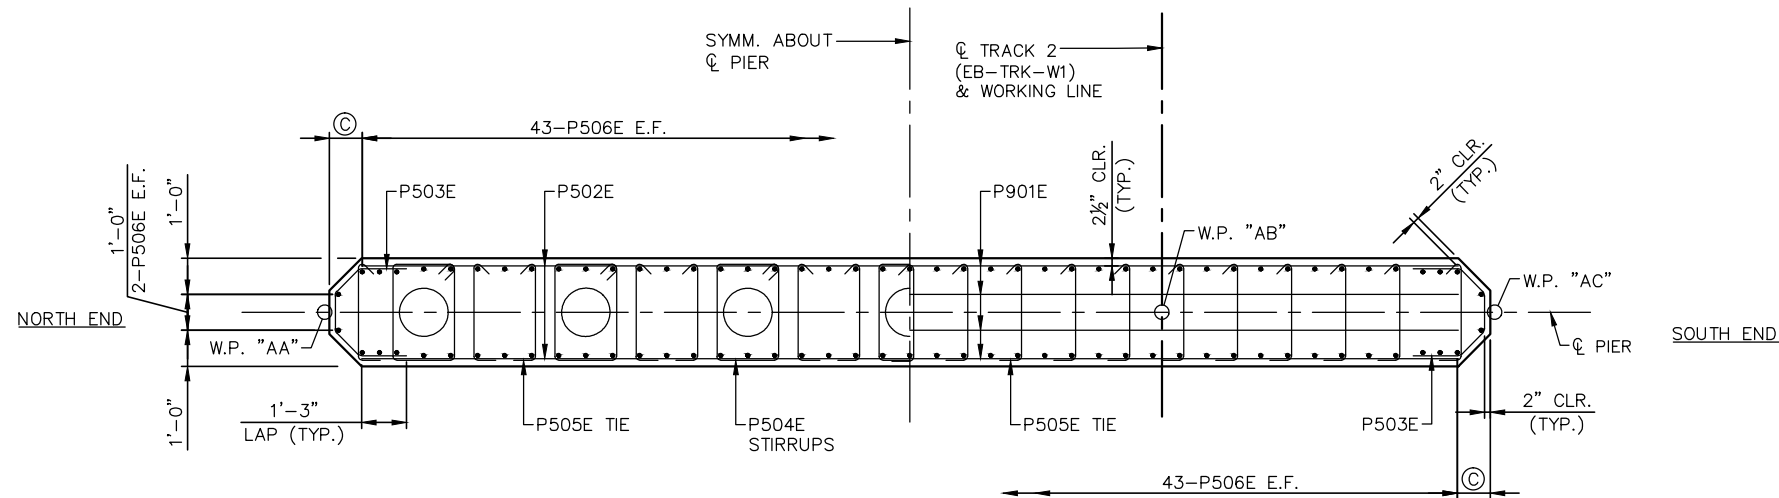 SYMM. ABOUT
℄ PIER
℄ TRACK 2
(EB-TRK-W1)
& WORKING LINE
Ⓒ
43-P506E E.F.
1'-0"
2-P506E E.F.
1'-0"
P503E
P502E
P901E
2½" CLR.
(TYP.)
2" CLR.
(TYP.)
W.P. "AB"
W.P. "AC"
NORTH END
W.P. "AA"
℄ PIER
SOUTH END
1'-0"
1'-3"
LAP (TYP.)
P505E TIE
P504E
STIRRUPS
P505E TIE
P503E
2" CLR.
(TYP.)
43-P506E E.F.
Ⓒ